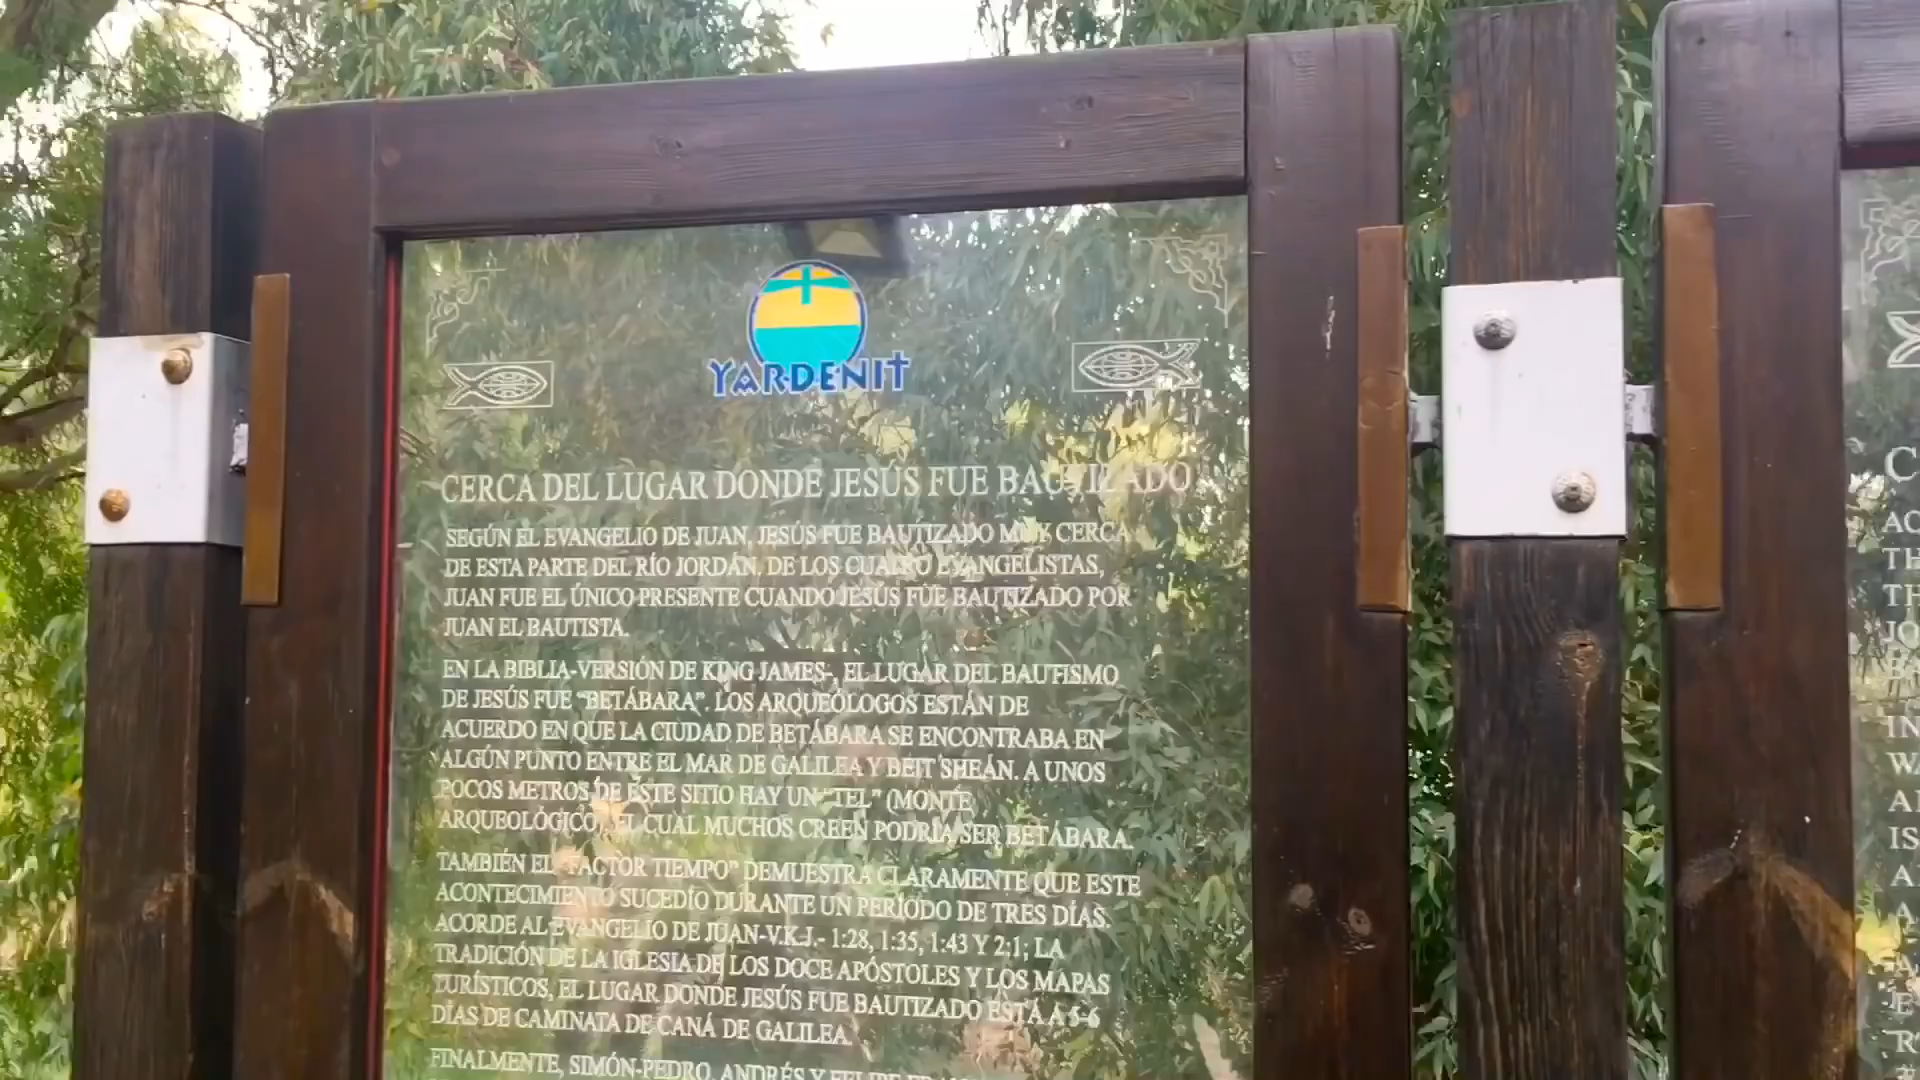 YARDENIT
CERCA DEL LUGAR DONDE JESÚS FUE BAUTIZADO
SEGÚN EL EVANGELIO DE JUAN, JESÚS FUE BAUTIZADO MUY CERCA
DE ESTA PARTE DEL RÍO JORDÁN. DE LOS CUATRO EVANGELISTAS,
JUAN FUE EL ÚNICO PRESENTE CUANDO JESÚS FUE BAUTIZADO POR
JUAN EL BAUTISTA.
EN LA BIBLIA-VERSIÓN DE KING JAMES-, EL LUGAR DEL BAUTISMO
DE JESÚS FUE "BETÁBARA". LOS ARQUEÓLOGOS ESTÁN DE
ACUERDO EN QUE LA CIUDAD DE BETÁBARA SE ENCONTRABA EN
ALGÚN PUNTO ENTRE EL MAR DE GALILEA Y BEIT SHEÁN. A UNOS
POCOS METROS DE ESTE SITIO HAY UN "TEL" (MONTE
ARQUEOLÓGICO), EL CUAL MUCHOS CREEN PODRÍA SER BETÁBARA.
TAMBIÉN EL "FACTOR TIEMPO" DEMUESTRA CLARAMENTE QUE ESTE
ACONTECIMIENTO SUCEDIO DURANTE UN PERÍODO DE TRES DÍAS.
ACORDE AL EVANGELIO DE JUAN-V.K.J.- 1:28, 1:35, 1:43 Y 2:1; LA
TRADICIÓN DE LA IGLESIA DE LOS DOCE APÓSTOLES Y LOS MAPAS
TURÍSTICOS, EL LUGAR DONDE JESÚS FUE BAUTIZADO ESTÁ A 5-6
DÍAS DE CAMINATA DE CANÁ DE GALILEA.
FINALMENTE, SIMÓN-PEDRO, ANDRÉS Y FELIPE